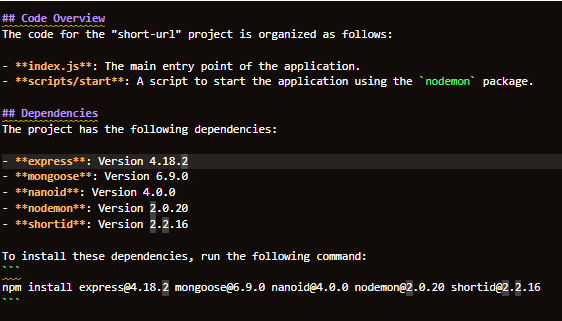 ## Code Overview
The code for the "short-url" project is organized as follows:
- **index.js**: The main entry point of the application.
- **scripts/start**: A script to start the application using the `nodemon` package.
## Dependencies
The project has the following dependencies:
- **express**: Version 4.18.2
- **mongoose**: Version 6.9.0
- **nanoid**: Version 4.0.0
- **nodemon**: Version 2.0.20
- **shortid**: Version 2.2.16
To install these dependencies, run the following command:
```
npm install express@4.18.2 mongoose@6.9.0 nanoid@4.0.0 nodemon@2.0.20 shortid@2.2.16
```